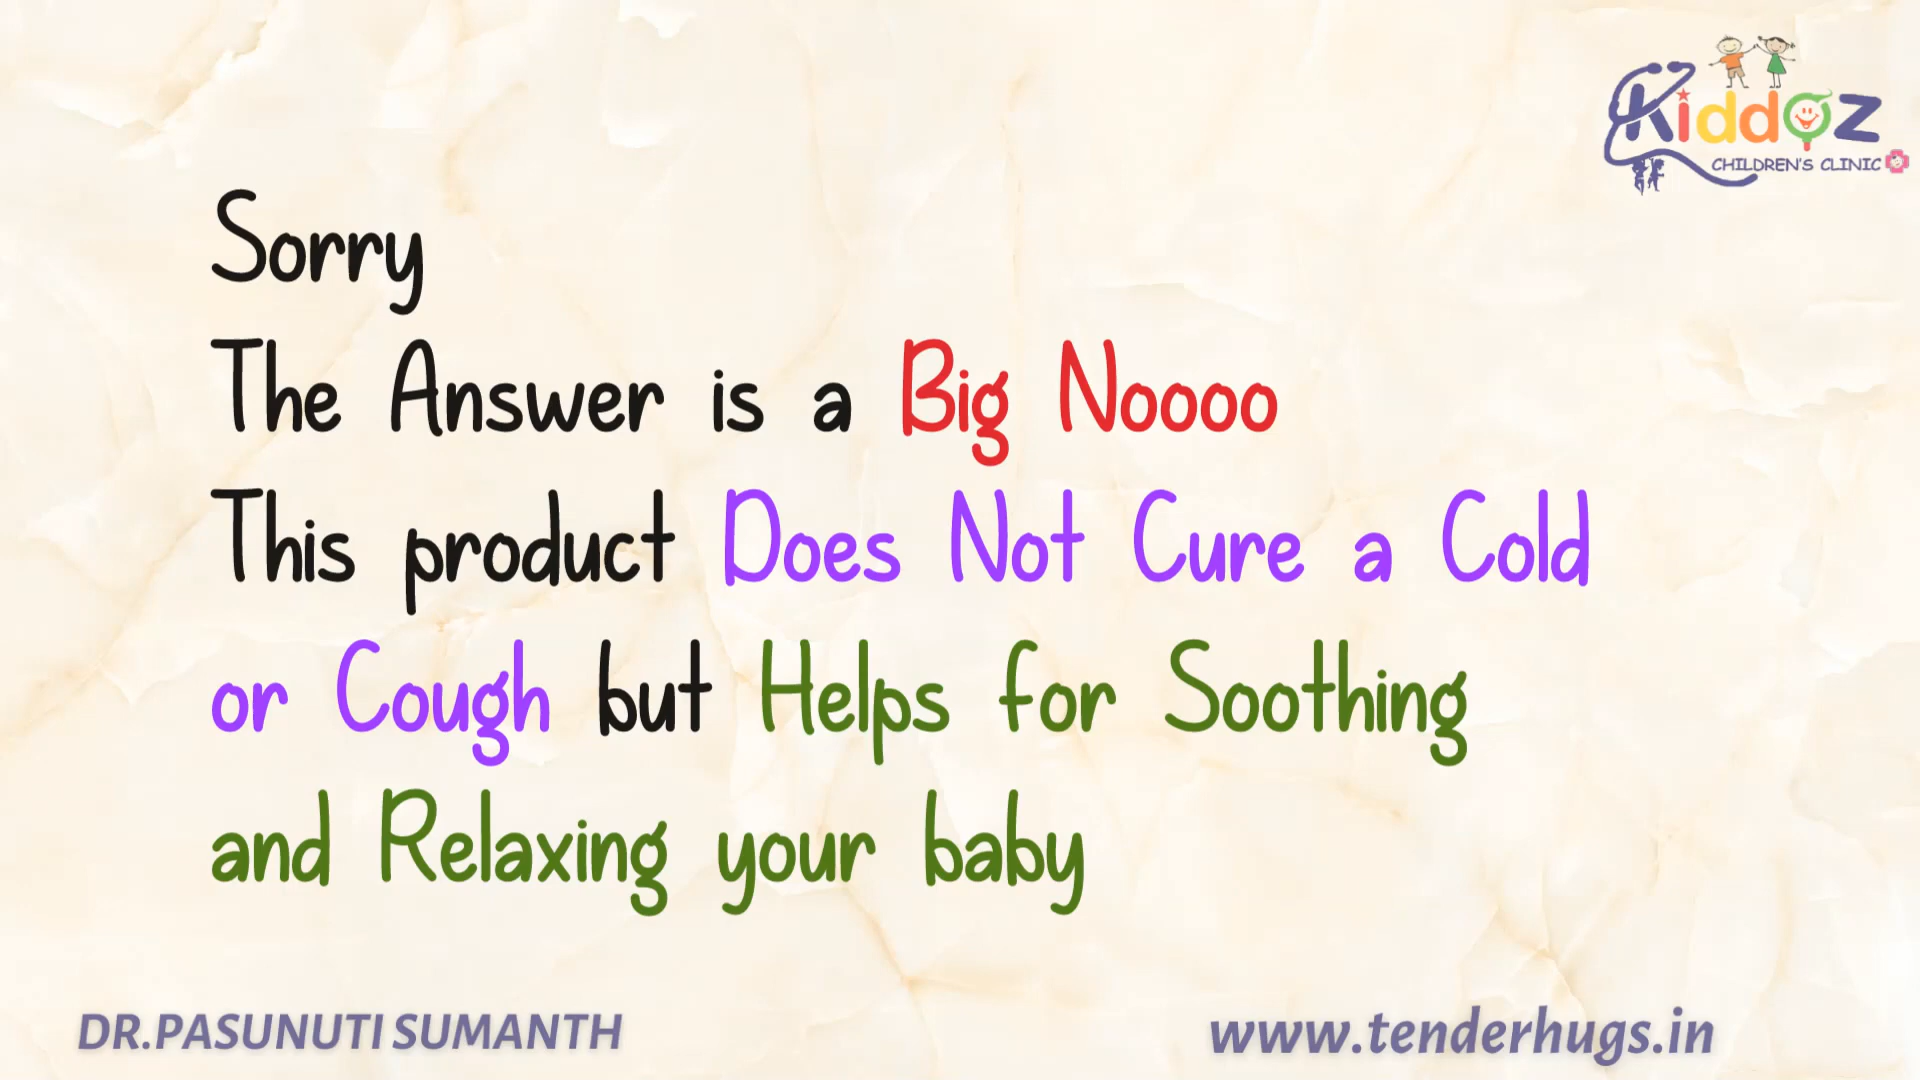 Kiddoz
CHILDREN'S CLINIC
Sorry
The Answer is a Big Noooo
This product Does Not Cure a Cold
or Cough but Helps for Soothing
and Relaxing your baby
DR.PASUNUTI SUMANTH
www.tenderhugs.in